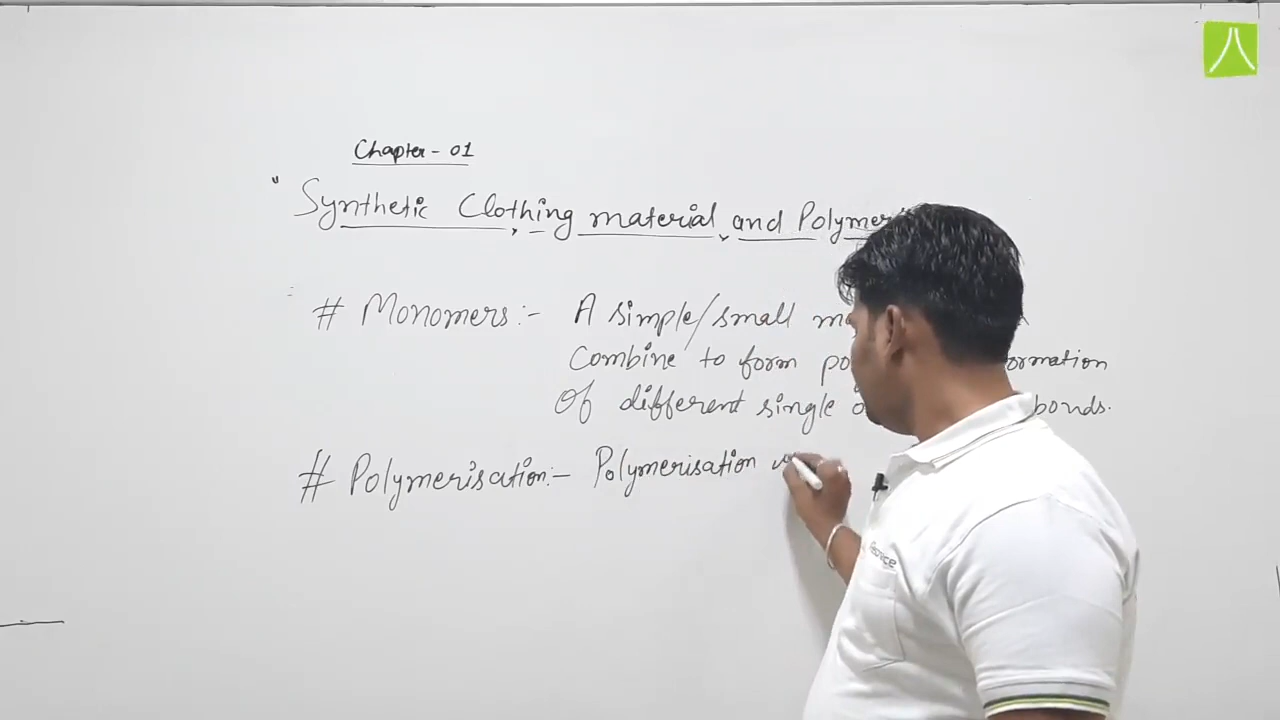 Chapter - 01
" Synthetic Clothing material and Polymer
# Monomers:- A simple/small
Combine to form
Of different single bonds.
# Polymerisation:- Polymerisation